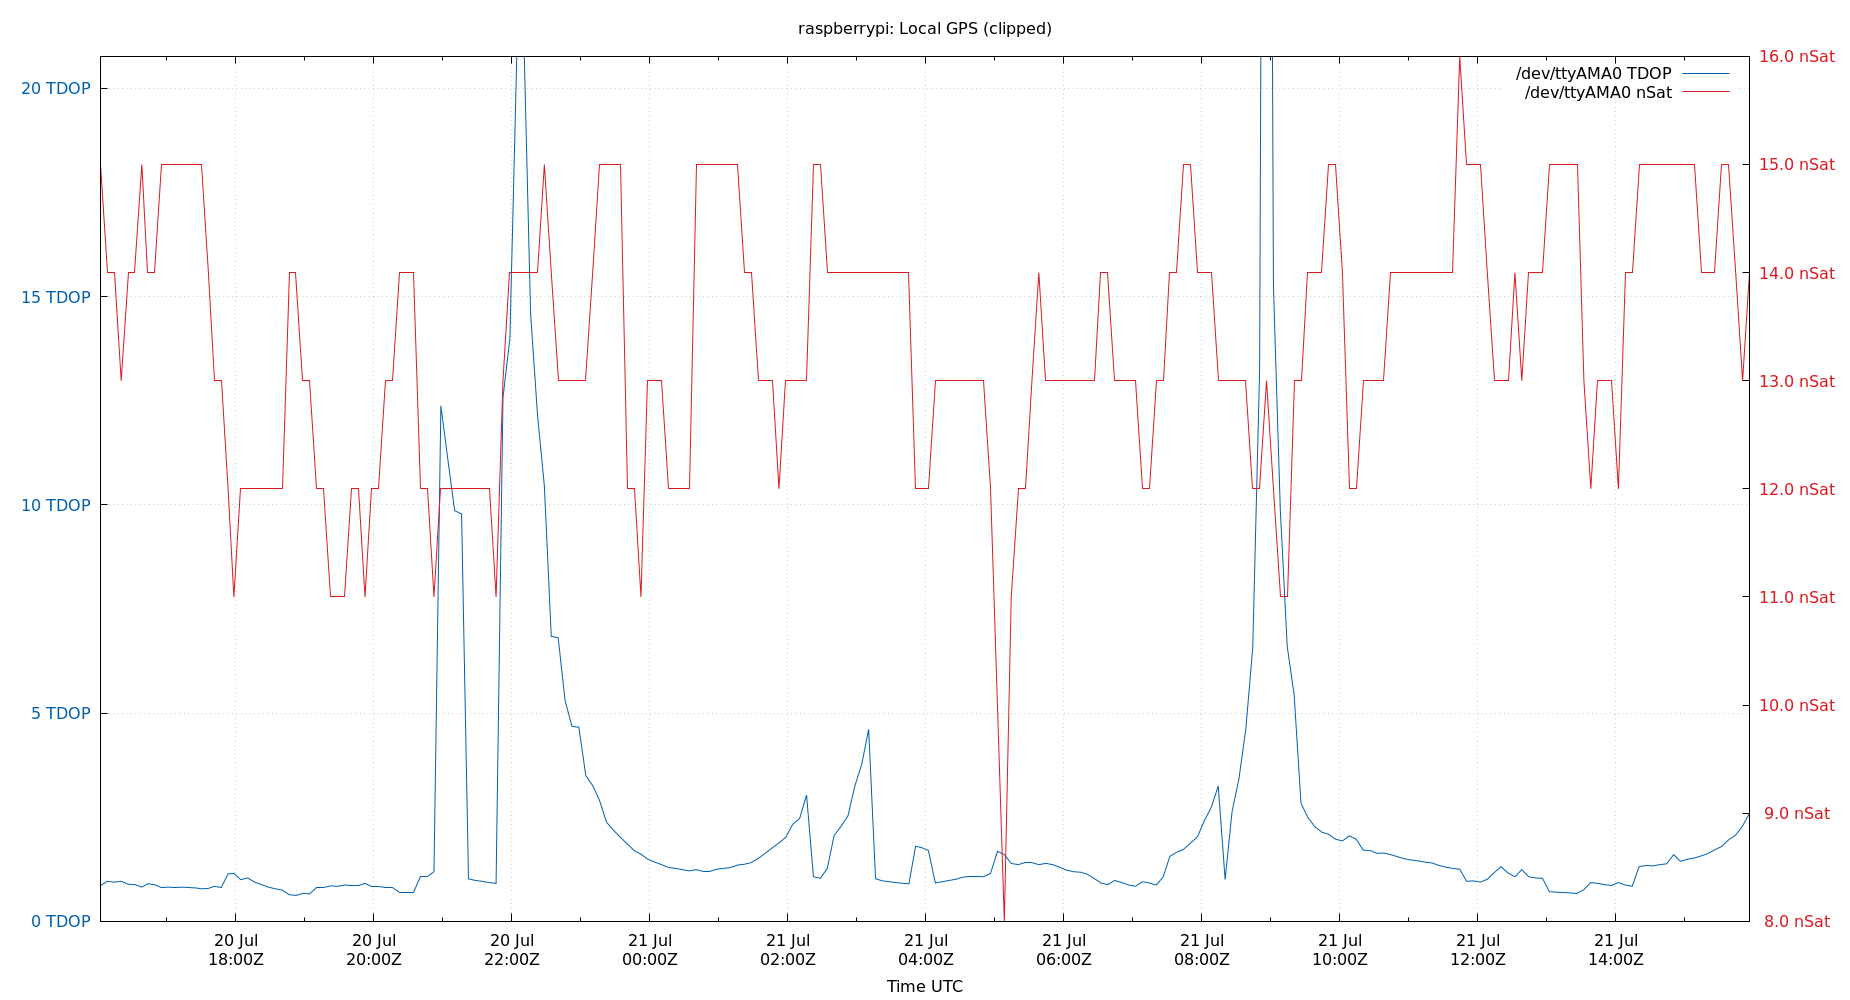 raspberrypi: Local GPS (clipped)
/dev/ttyAMA0 TDOP
/dev/ttyAMA0 nSat
20 TDOP
15 TDOP
10 TDOP
5 TDOP
0 TDOP
16.0 nSat
15.0 nSat
14.0 nSat
13.0 nSat
12.0 nSat
11.0 nSat
10.0 nSat
9.0 nSat
8.0 nSat
20 Jul
18:00Z
20 Jul
20:00Z
20 Jul
22:00Z
21 Jul
00:00Z
21 Jul
02:00Z
21 Jul
04:00Z
21 Jul
06:00Z
21 Jul
08:00Z
21 Jul
10:00Z
21 Jul
12:00Z
21 Jul
14:00Z
Time UTC